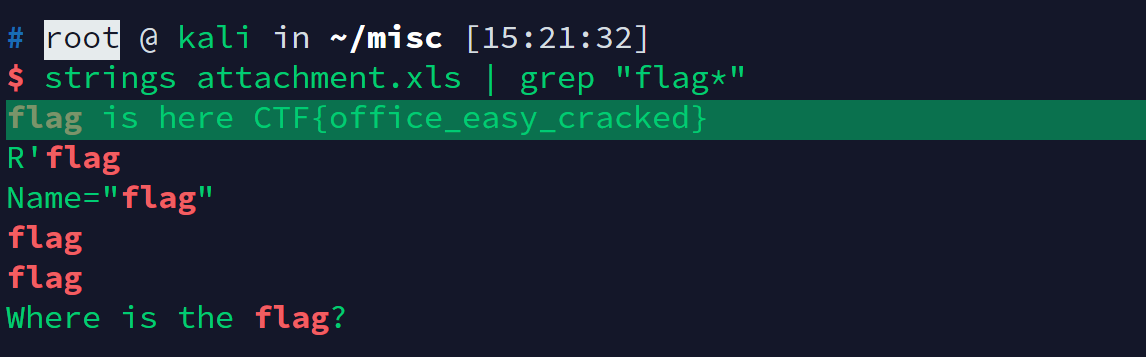 # root @ kali in ~/misc [15:21:32]
$ strings attachment.xls | grep "flag*"
flag is here CTF{office_easy_cracked}
R'flag
Name="flag"
flag
flag
Where is the flag?